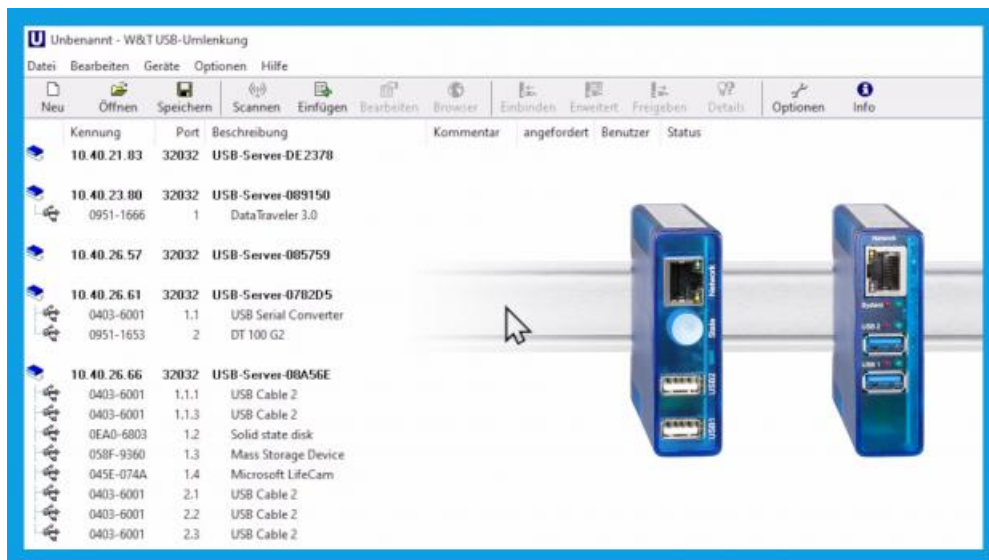 U Unbenannt - W&T USB-Umlenkung
Datei Bearbeiten Geräte Optionen Hilfe
Neu Öffnen Speichern Scannen Einfügen Bearbeiten Browser Einbinden Erweitert Freigeben Details Optionen Info
Kennung Port Beschreibung Kommentar angefordert Benutzer Status
10.40.21.83 32032 USB-Server-DE2378
10.40.23.80 32032 USB-Server-089150
0951-1666 1 DataTraveler 3.0
10.40.26.57 32032 USB-Server-085759
10.40.26.61 32032 USB-Server-0782D5
0403-6001 1.1 USB Serial Converter
0951-1653 2 DT 100 G2
10.40.26.66 32032 USB-Server-08A56E
0403-6001 1.1.1 USB Cable 2
0403-6001 1.1.3 USB Cable 2
0EA0-6803 1.2 Solid state disk
058F-9360 1.3 Mass Storage Device
045E-074A 1.4 Microsoft LifeCam
0403-6001 2.1 USB Cable 2
0403-6001 2.2 USB Cable 2
0403-6001 2.3 USB Cable 2
Network
State
USB2
USB1
Network
System
USB 2
USB 1